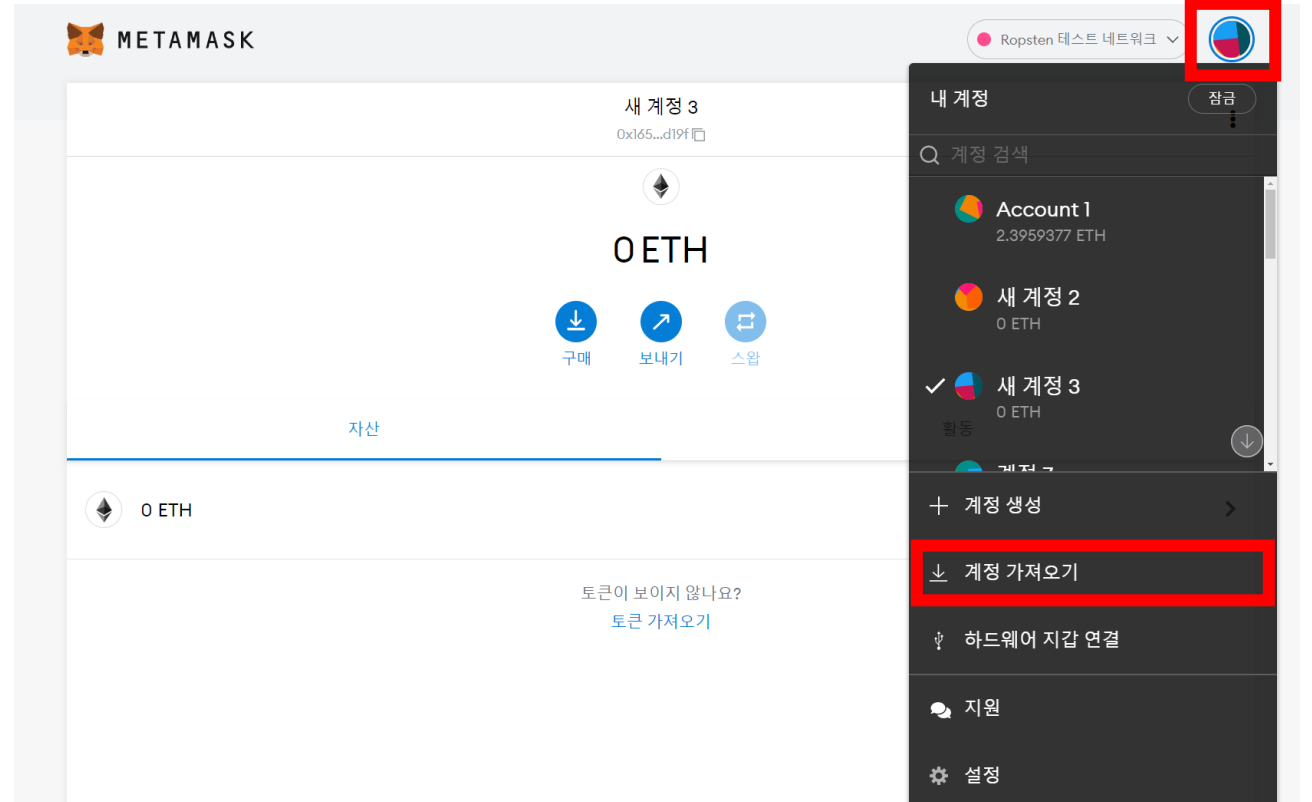 METAMASK
Ropsten 테스트 네트워크
새 계정 3
0x165...d19f
0 ETH
구매
보내기
스왑
자산
활동
0 ETH
토큰이 보이지 않나요?
토큰 가져오기
내 계정
잠금
계정 검색
Account 1
2.3959377 ETH
새 계정 2
0 ETH
새 계정 3
0 ETH
계정 7
계정 생성
계정 가져오기
하드웨어 지갑 연결
지원
설정